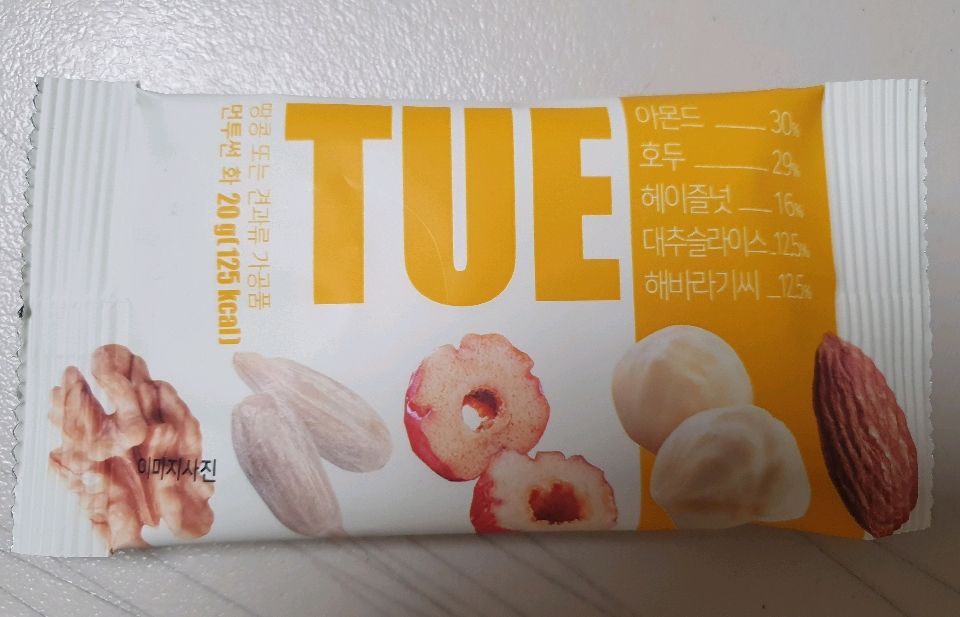 땅콩 또는 견과류 가공품
먼투썬 화 20 g(125 kcal)
TUE
아몬드 30%
호두 29%
헤이즐넛 16%
대추슬라이스 12.5%
해바라기씨 12.5%
이미지사진